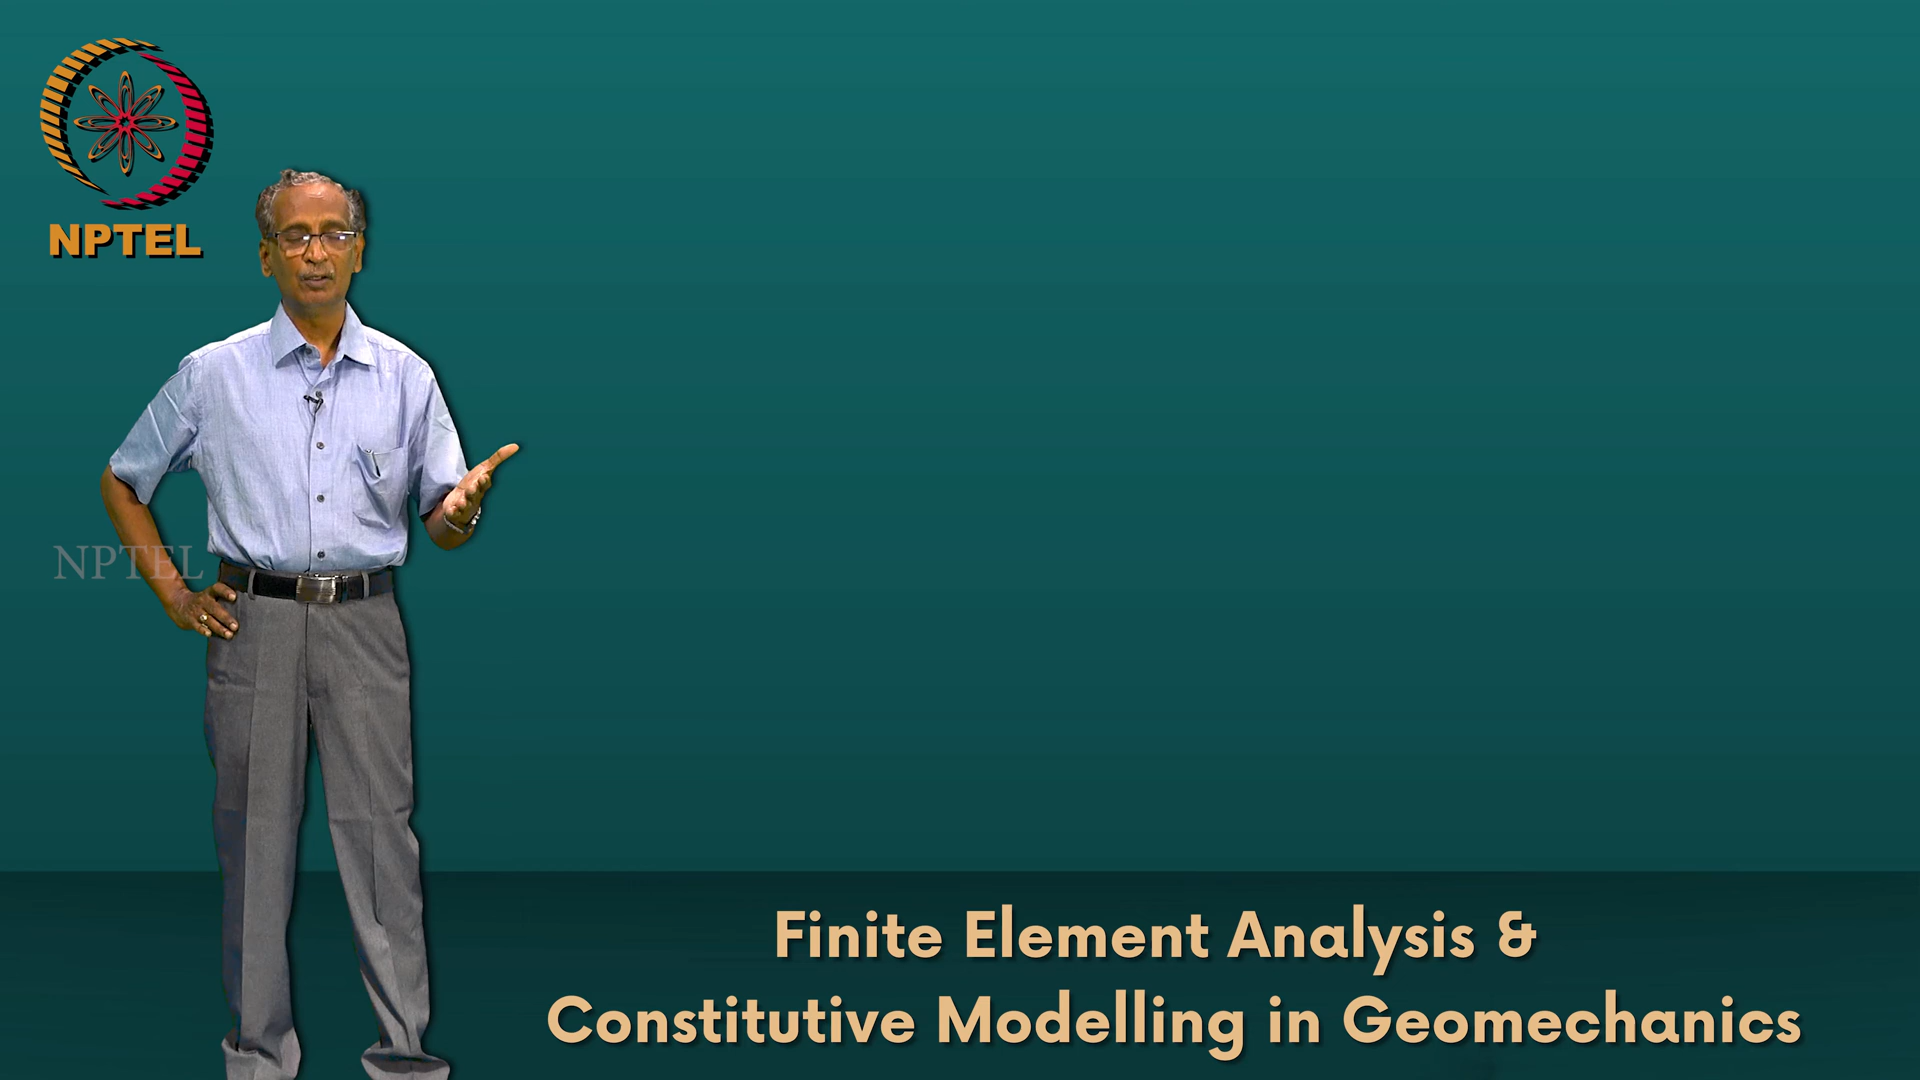 NPTEL
NPTEL
Finite Element Analysis &
Constitutive Modelling in Geomechanics